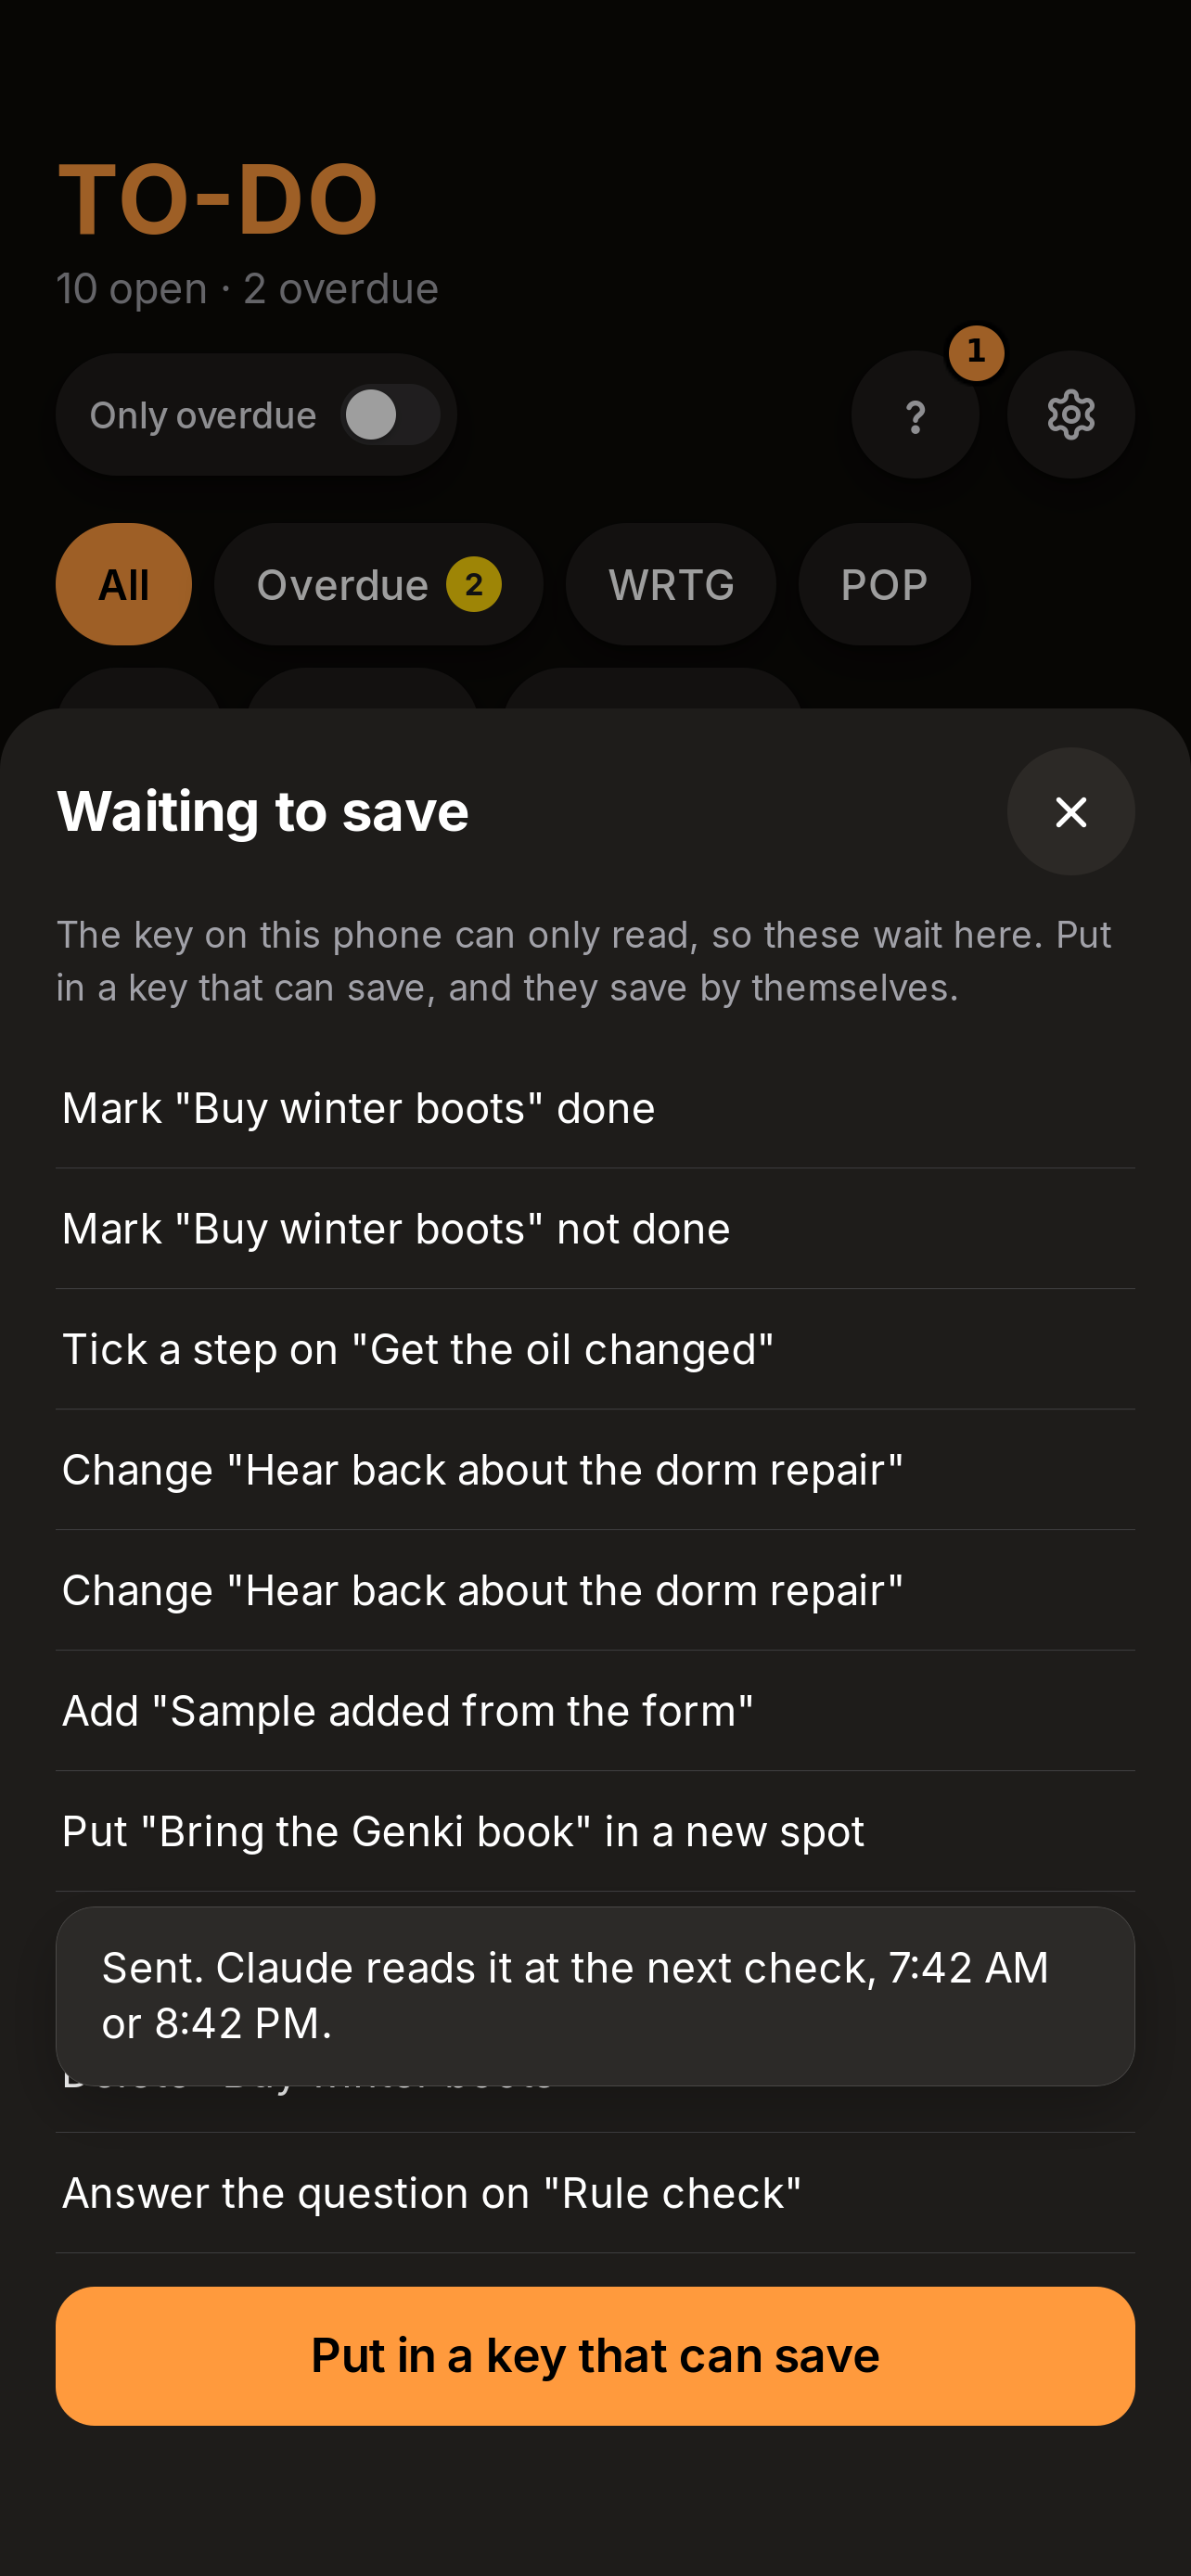 TO-DO
10 open · 2 overdue
Only overdue
?
1
All
Overdue 2
WRTG
POP
Waiting to save
The key on this phone can only read, so these wait here. Put
in a key that can save, and they save by themselves.
Mark "Buy winter boots" done
Mark "Buy winter boots" not done
Tick a step on "Get the oil changed"
Change "Hear back about the dorm repair"
Change "Hear back about the dorm repair"
Add "Sample added from the form"
Put "Bring the Genki book" in a new spot
Sent. Claude reads it at the next check, 7:42 AM
or 8:42 PM.
Answer the question on "Rule check"
Put in a key that can save